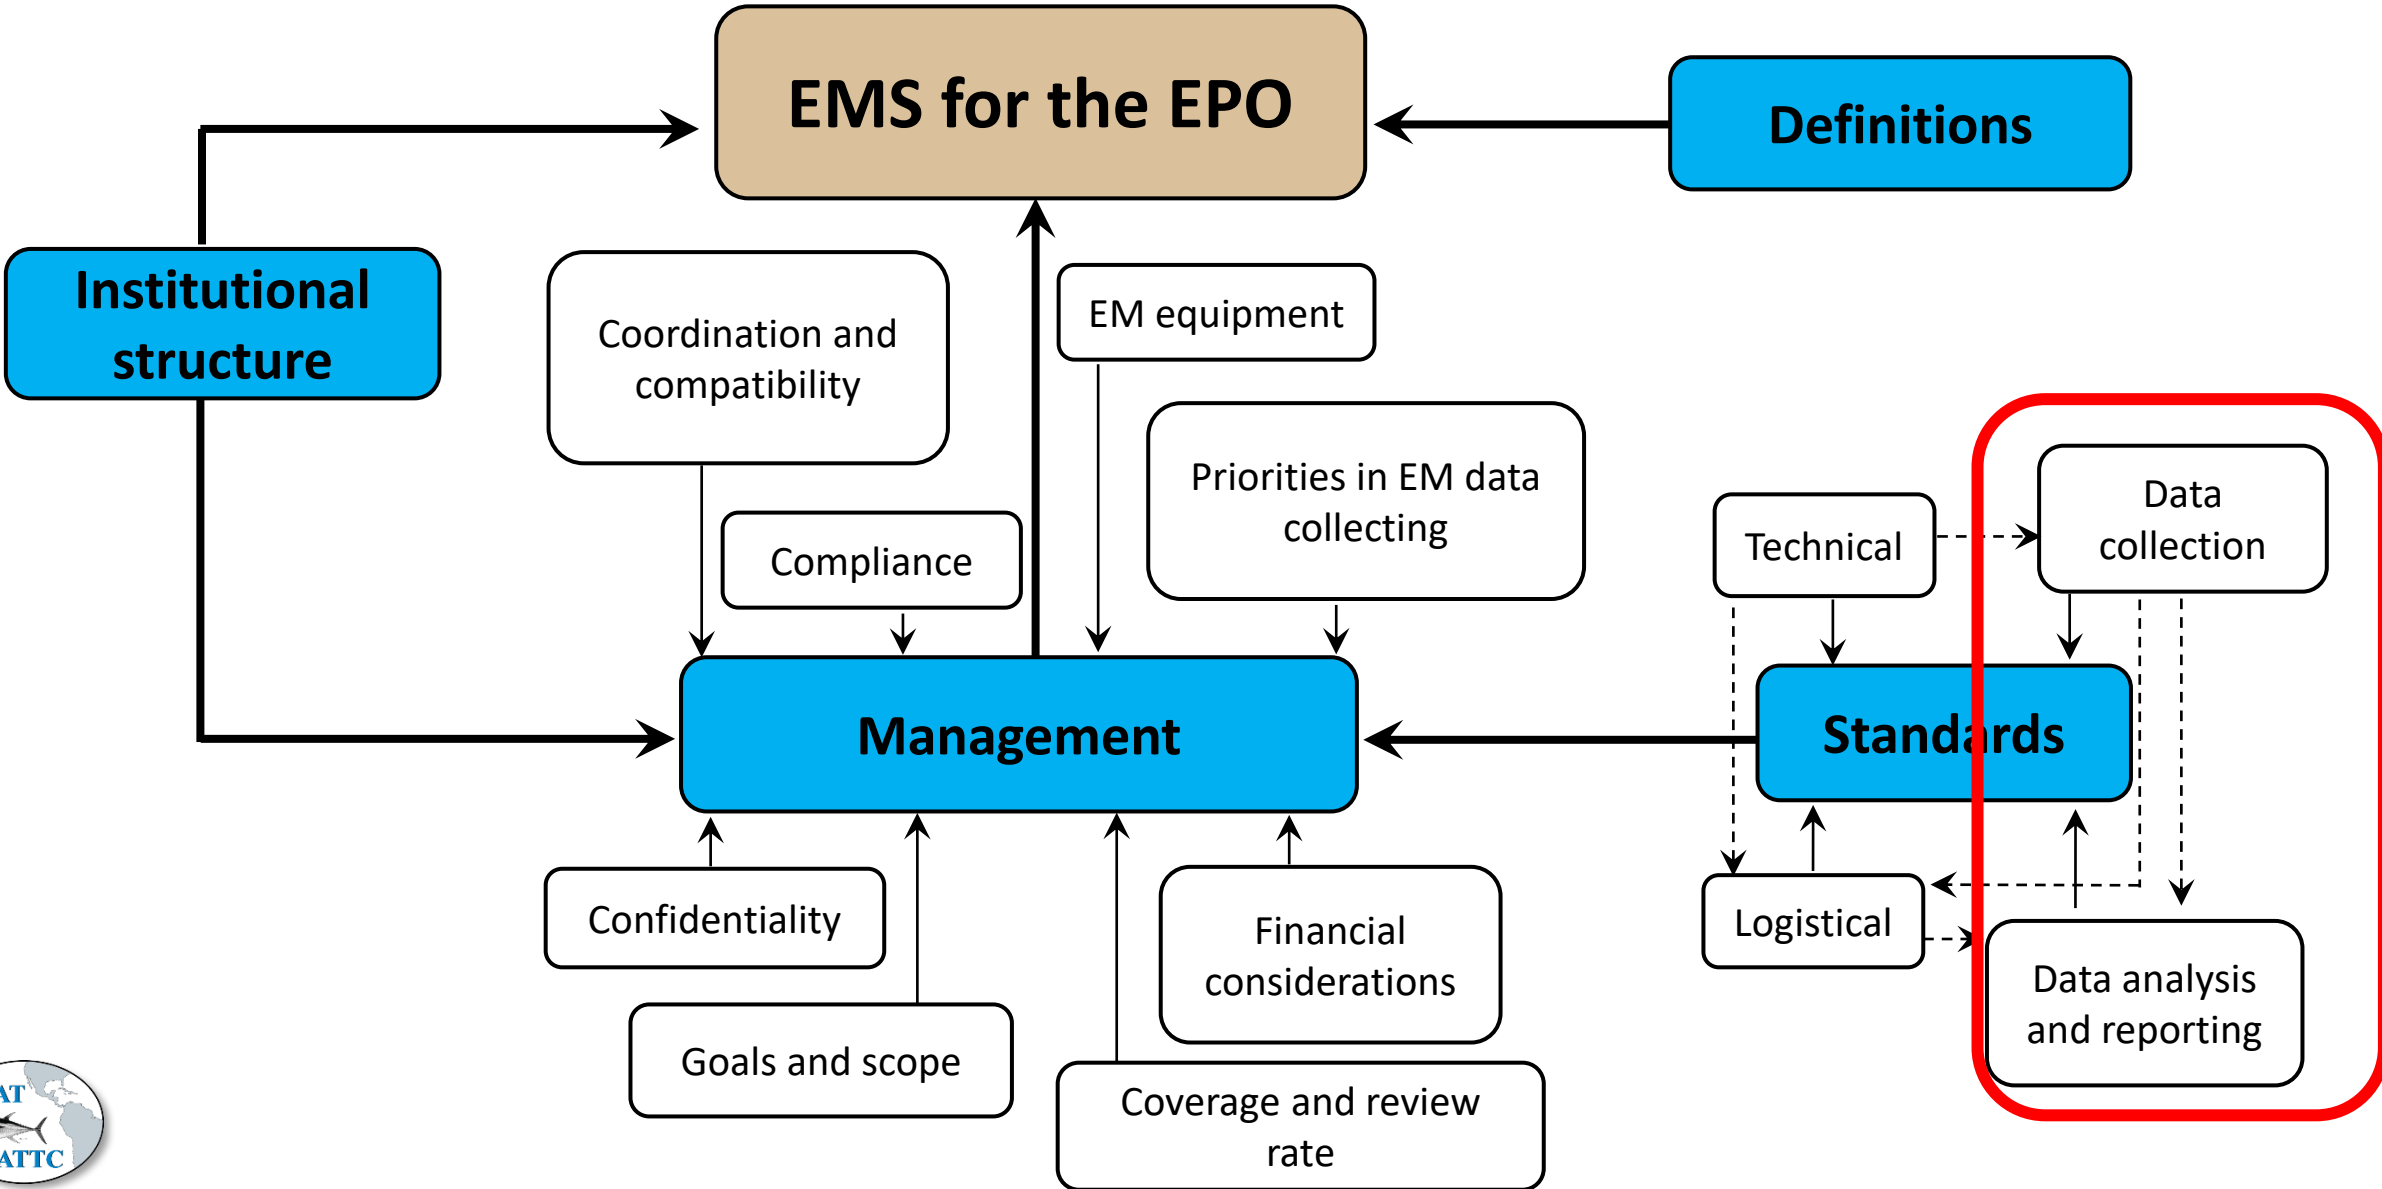 EMS for the EPO
Definitions
Institutional
structure
Coordination and
compatibility
EM equipment
Priorities in EM data
collecting
Compliance
Technical
Data
collection
Management
Standards
Confidentiality
Goals and scope
Financial
considerations
Coverage and review
rate
Logistical
Data analysis
and reporting
AT
ATTC